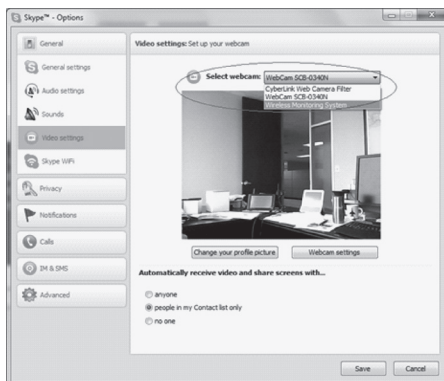 Skype™ - Options
General
General settings
Audio settings
Sounds
Video settings
Skype WiFi
Privacy
Notifications
Calls
IM & SMS
Advanced
Video settings: Set up your webcam
Select webcam: WebCam SCB-0340N
CyberLink Web Camera Filter
WebCam SCB-0340N
Wireless Monitoring System
Change your profile picture
Webcam settings
Automatically receive video and share screens with...
anyone
people in my Contact list only
no one
Save
Cancel